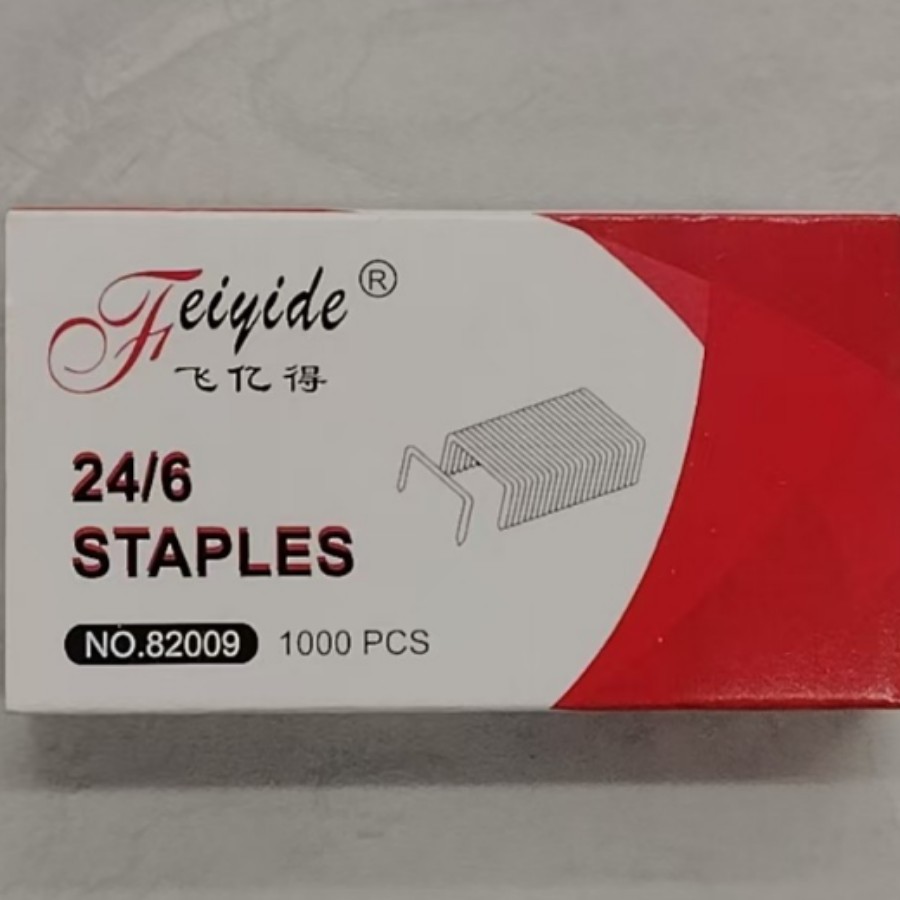 Feiyide®
飞亿得
24/6
STAPLES
NO.82009 1000 PCS